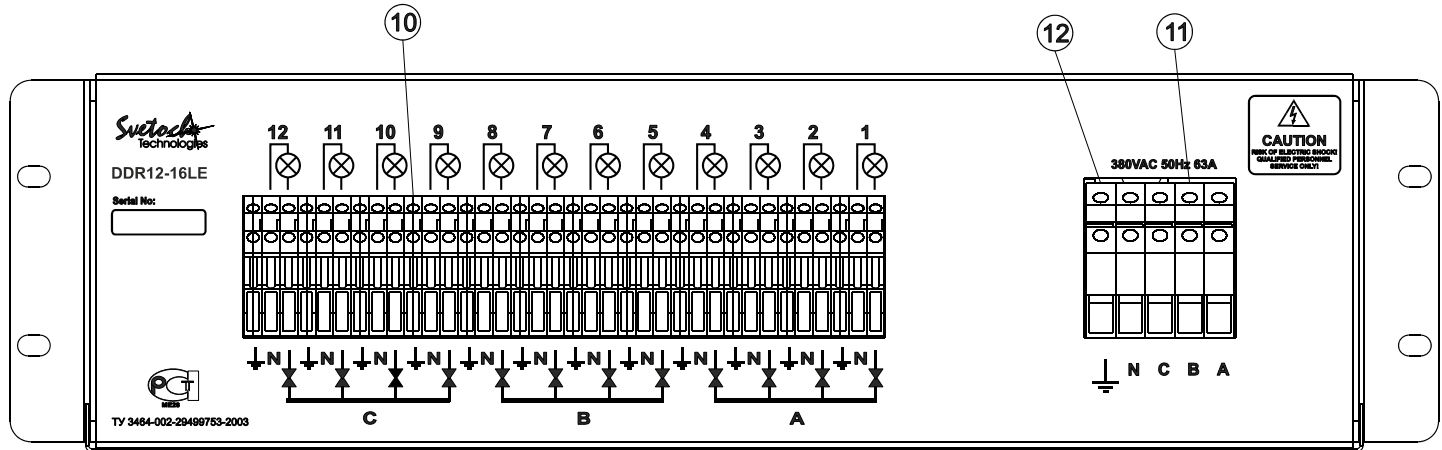 10
12 11
Svetoch
Technologies
DDR12-16LE
Serial No:
12 11 10 9 8 7 6 5 4 3 2 1
380VAC 50Hz 63A
CAUTION
RISK OF ELECTRIC SHOCK!
QUALIFIED PERSONNEL
SERVICE ONLY!
N N N N N N N N N N N N
C B A
N C B A
РСТ
ME28
ТУ 3464-002-29499753-2003